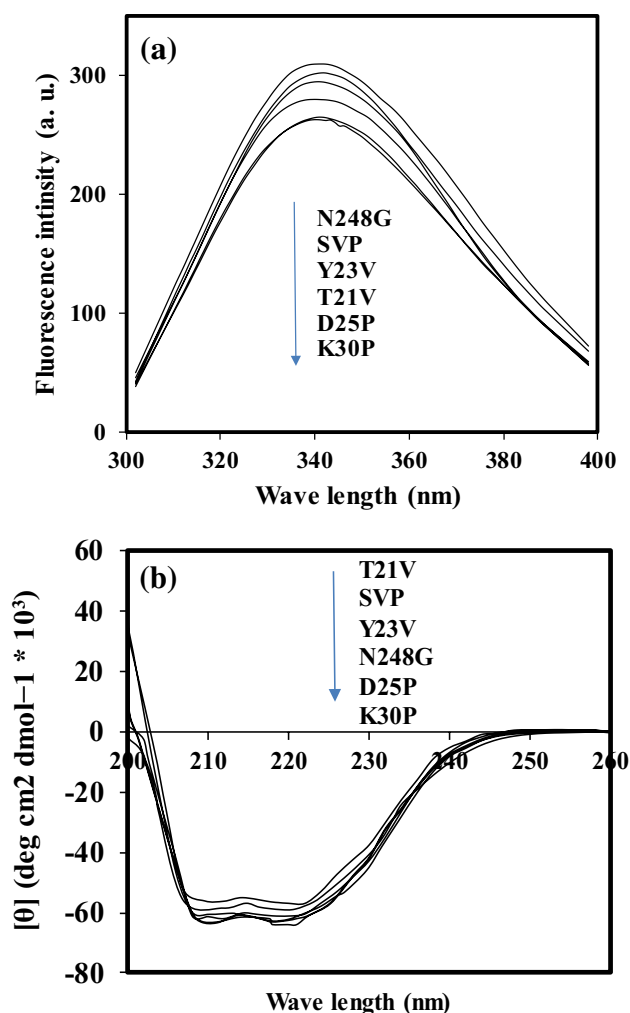 (a)
Fluorescence intinsity (a. u.)
300
200
100
0
N248G
SVP
Y23V
T21V
D25P
K30P
300 320 340 360 380 400
Wave length (nm)
(b)
[θ] (deg cm2 dmol−1 * 10³)
60
40
20
0
-20
-40
-60
-80
T21V
SVP
Y23V
N248G
D25P
K30P
200 210 220 230 240 250 260
Wave length (nm)